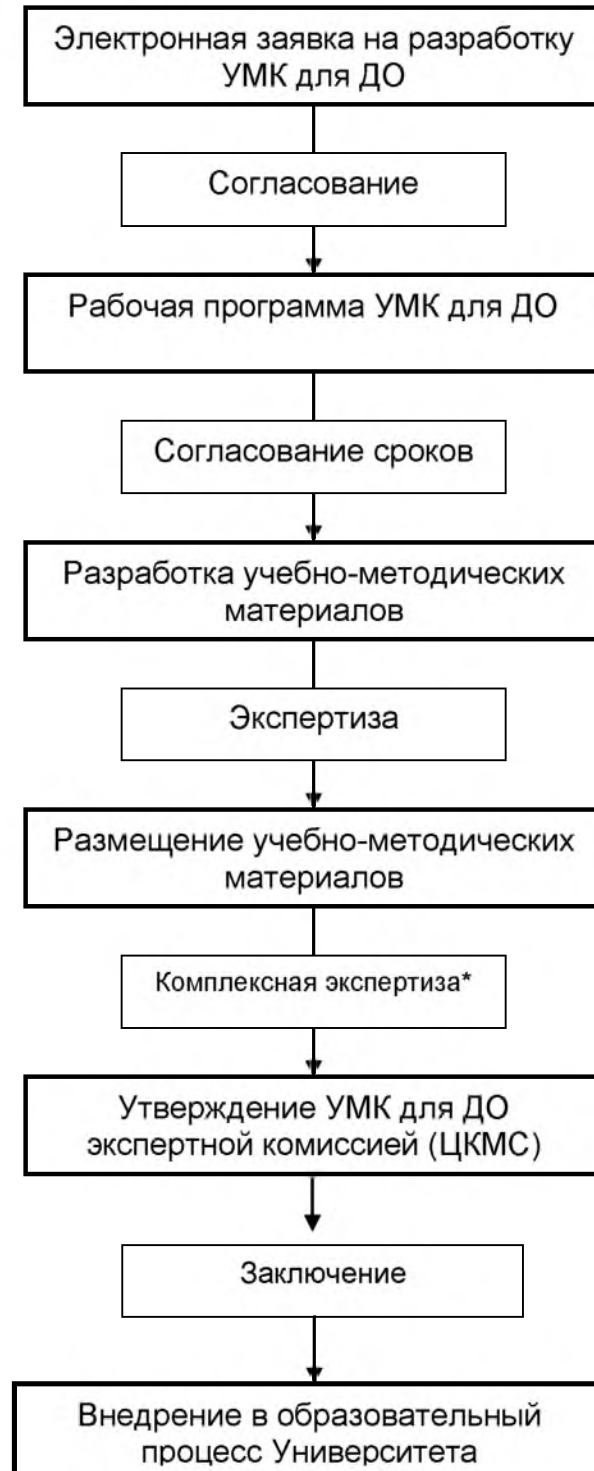 Электронная заявка на разработку
УМК для ДО
Согласование
Рабочая программа УМК для ДО
Согласование сроков
Разработка учебно-методических
материалов
Экспертиза
Размещение учебно-методических
материалов
Комплексная экспертиза*
Утверждение УМК для ДО
экспертной комиссией (ЦКМС)
Заключение
Внедрение в образовательный
процесс Университета